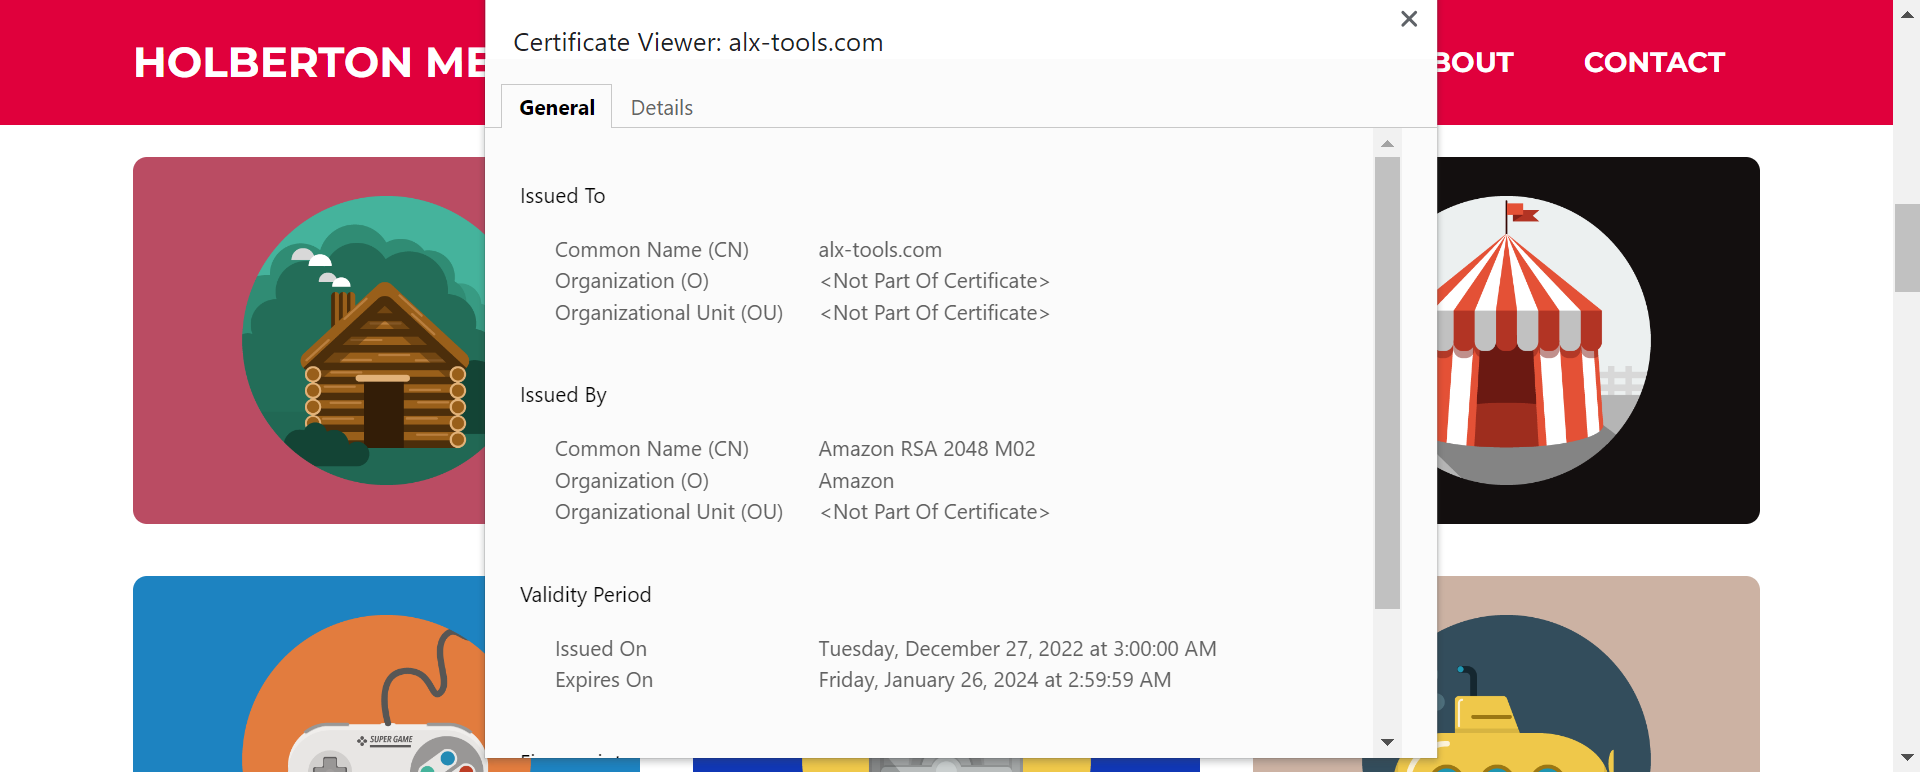 HOLBERTON ME
BOUT
CONTACT
Certificate Viewer: alx-tools.com
General
Details
Issued To
Common Name (CN) alx-tools.com
Organization (O) <Not Part Of Certificate>
Organizational Unit (OU) <Not Part Of Certificate>
Issued By
Common Name (CN) Amazon RSA 2048 M02
Organization (O) Amazon
Organizational Unit (OU) <Not Part Of Certificate>
Validity Period
Issued On Tuesday, December 27, 2022 at 3:00:00 AM
Expires On Friday, January 26, 2024 at 2:59:59 AM
SUPER GAME